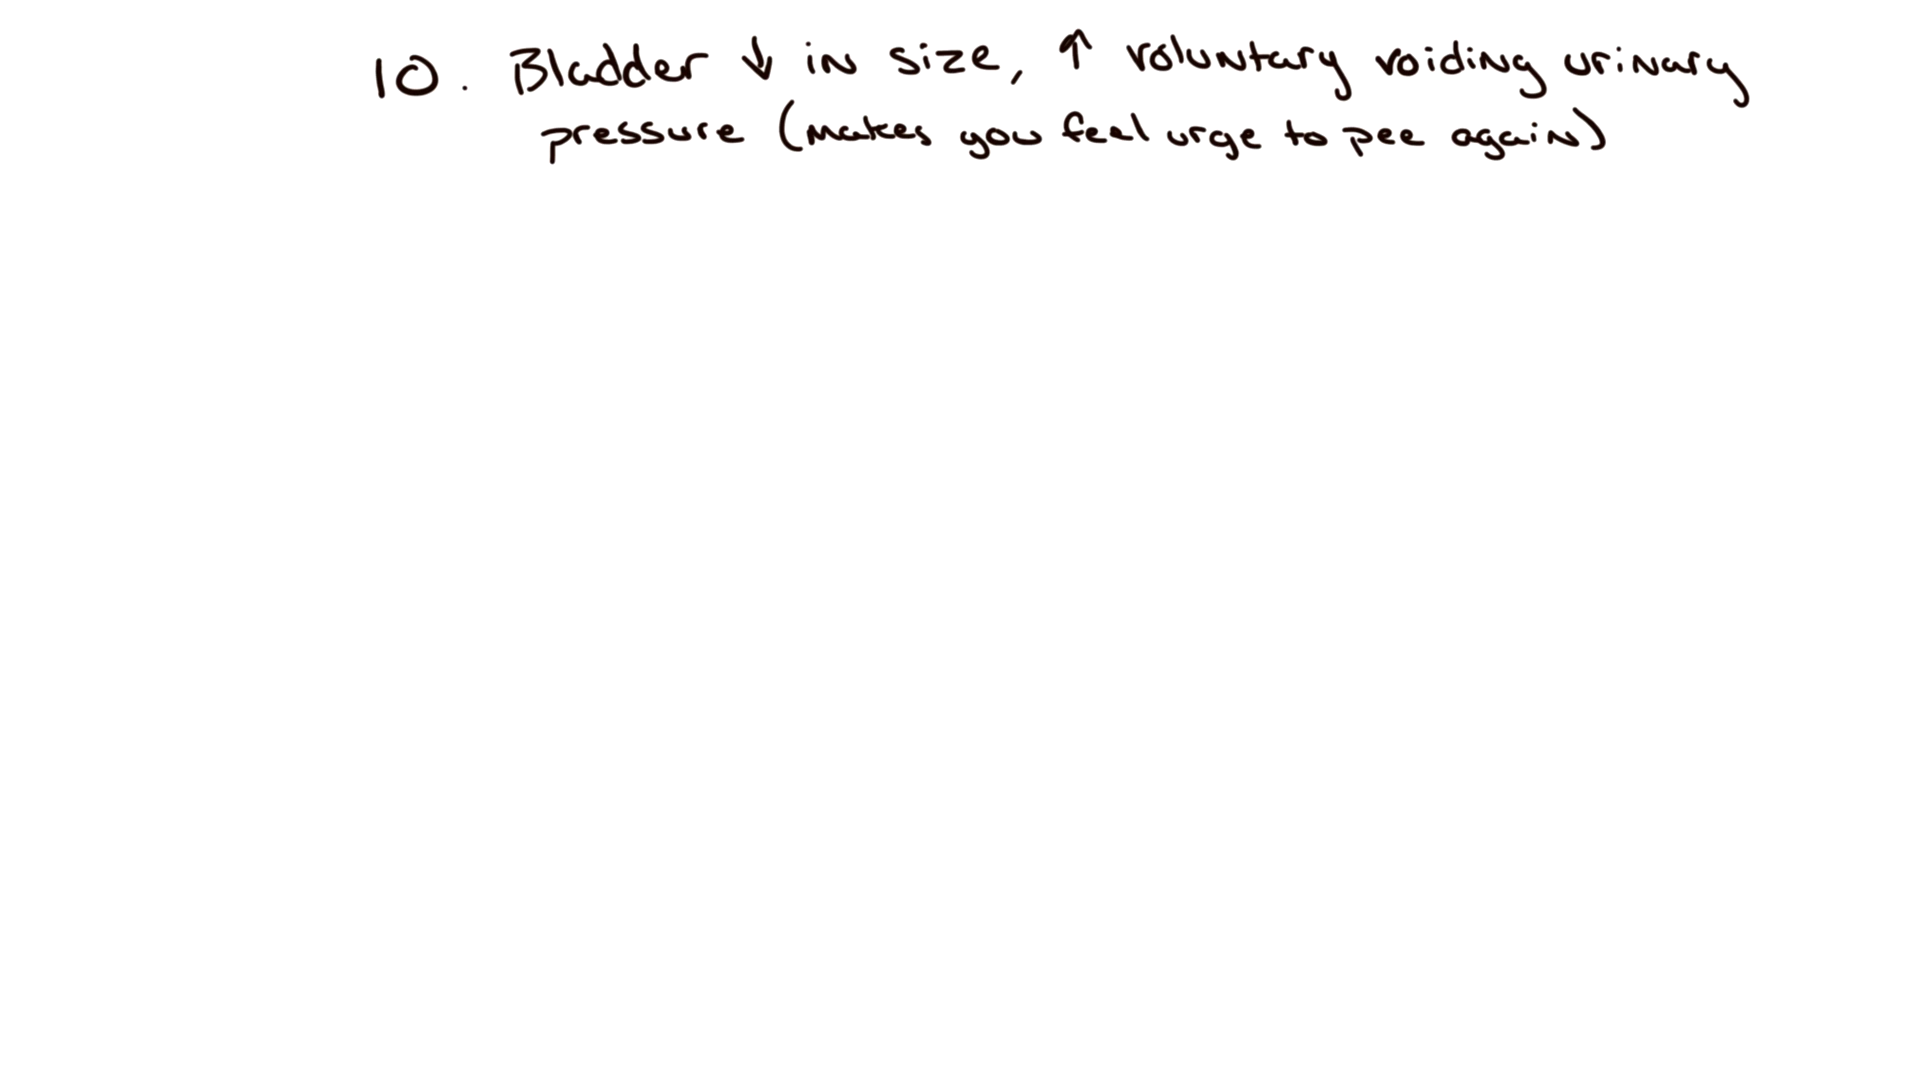 10. Bladder ↓ in size, ↑ voluntary voiding urinary
pressure (makes you feel urge to pee again)